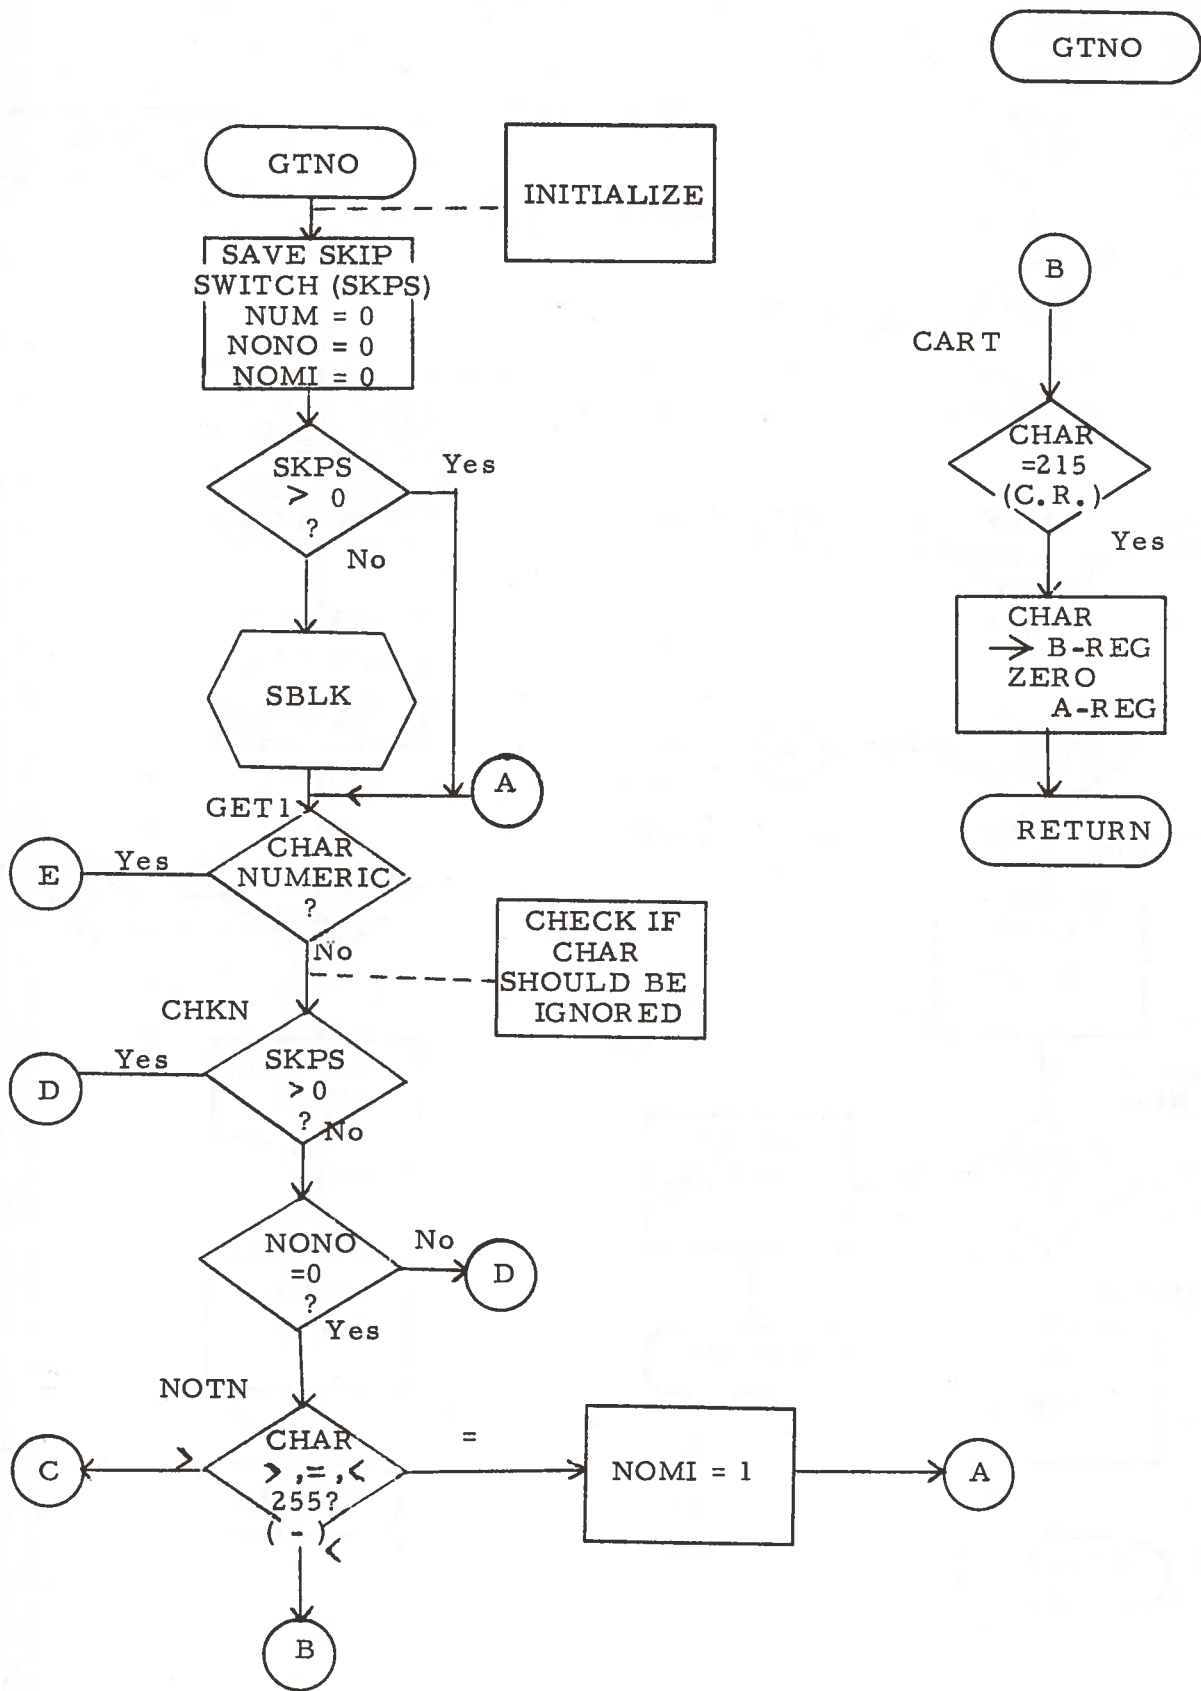 GTNO
GTNO
INITIALIZE
SAVE SKIP
SWITCH (SKPS)
NUM = 0
NONO = 0
NOMI = 0
SKPS
> 0
?
Yes
No
SBLK
A
GET1
CHAR
NUMERIC
?
Yes
E
No
CHECK IF
CHAR
SHOULD BE
IGNORED
CHKN
SKPS
>0
?
Yes
D
No
NONO
=0
?
No
D
Yes
NOTN
CHAR
>,=,<
255?
(-)
>
C
=
NOMI = 1
A
<
B
B
CART
CHAR
=215
(C.R.)
Yes
CHAR
→ B-REG
ZERO
A-REG
RETURN